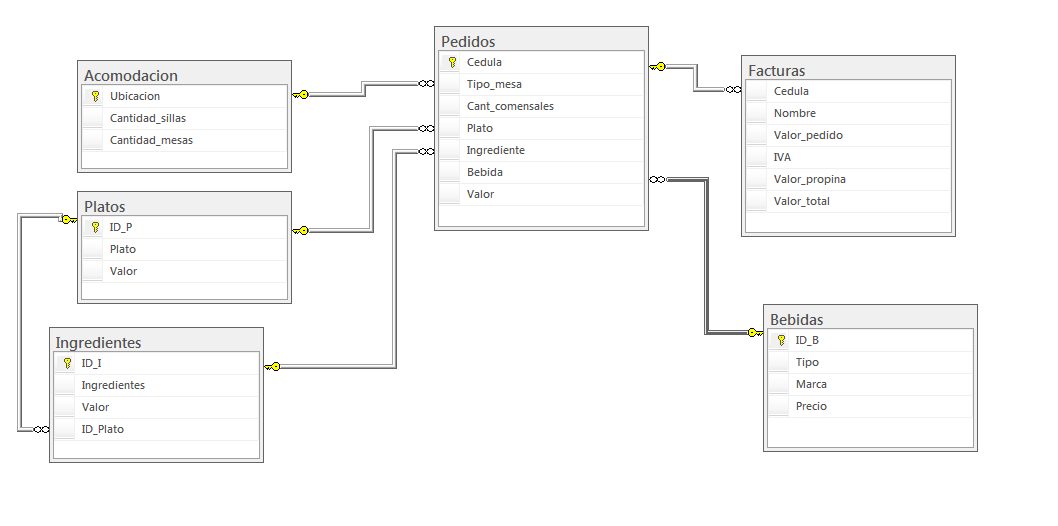 Acomodacion
Ubicacion
Cantidad_sillas
Cantidad_mesas
Platos
ID_P
Plato
Valor
Ingredientes
ID_I
Ingredientes
Valor
ID_Plato
Pedidos
Cedula
Tipo_mesa
Cant_comensales
Plato
Ingrediente
Bebida
Valor
Facturas
Cedula
Nombre
Valor_pedido
IVA
Valor_propina
Valor_total
Bebidas
ID_B
Tipo
Marca
Precio